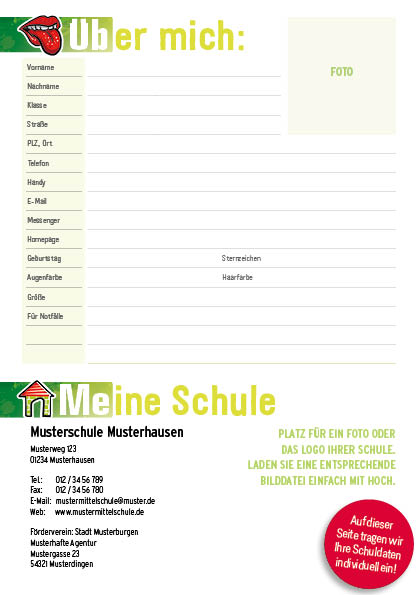 Über mich:
FOTO
Vorname
Nachname
Klasse
Straße
PLZ, Ort
Telefon
Handy
E-Mail
Messenger
Homepage
Geburtstag Sternzeichen
Augenfarbe Haarfarbe
Größe
Für Notfälle
Meine Schule
Musterschule Musterhausen
Musterweg 123
01234 Musterhausen
Tel.: 012 / 34 56 789
Fax: 012 / 34 56 780
E-Mail: mustermittelschule@muster.de
Web: www.mustermittelschule.de
Förderverein: Stadt Musterburgen
Musterhafte Agentur
Mustergasse 23
54321 Musterdingen
PLATZ FÜR EIN FOTO ODER
DAS LOGO IHRER SCHULE.
LADEN SIE EINE ENTSPRECHENDE
BILDDATEI EINFACH MIT HOCH.
Auf dieser
Seite tragen wir
Ihre Schuldaten
individuell ein!